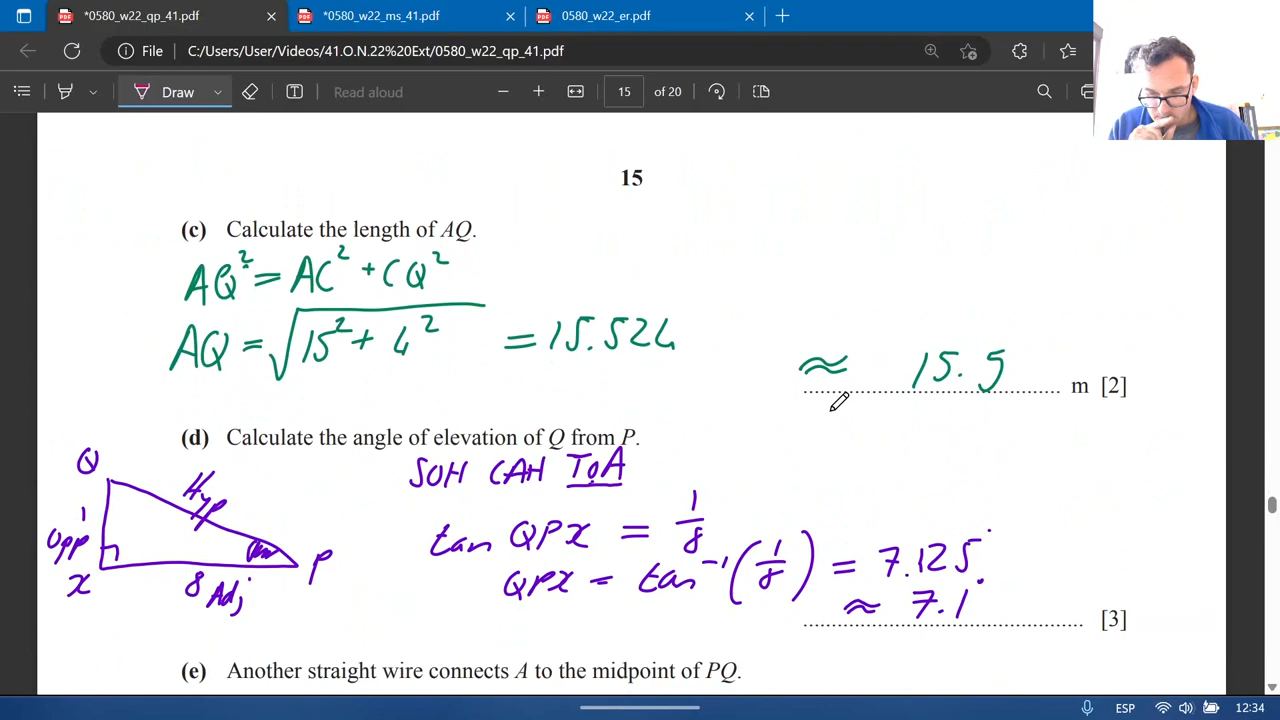 *0580_w22_qp_41.pdf
*0580_w22_ms_41.pdf
0580_w22_er.pdf
File
C:/Users/User/Videos/41.O.N.22%20Ext/0580_w22_qp_41.pdf
Draw
Read aloud
15
of 20
15
(c) Calculate the length of AQ.
AQ² = AC² + CQ²
AQ = √15² + 4² = 15.524
≈ 15.5
m [2]
(d) Calculate the angle of elevation of Q from P.
SOH CAH TOA
Q
Hyp
1
opp
x
8 Adj
P
tan QPX = 1/8
QPX = tan⁻¹(1/8) = 7.125
≈ 7.1
[3]
(e) Another straight wire connects A to the midpoint of PQ.
ESP
12:34